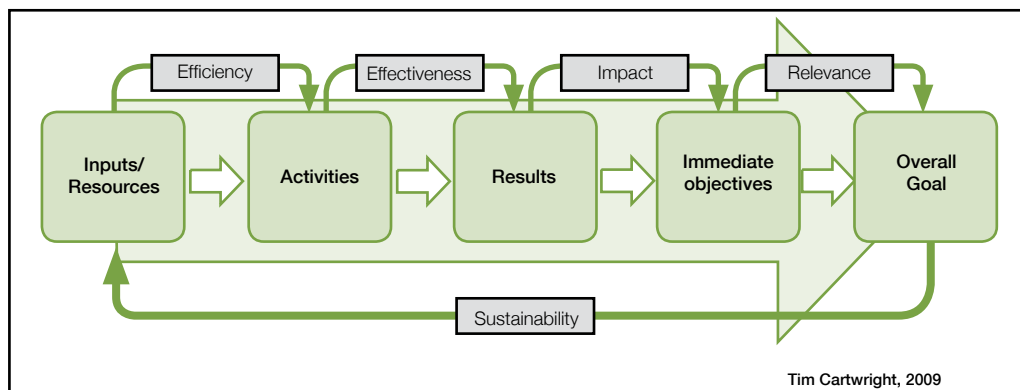 Efficiency
Effectiveness
Impact
Relevance
Inputs/
Resources
Activities
Results
Immediate
objectives
Overall
Goal
Sustainability
Tim Cartwright, 2009